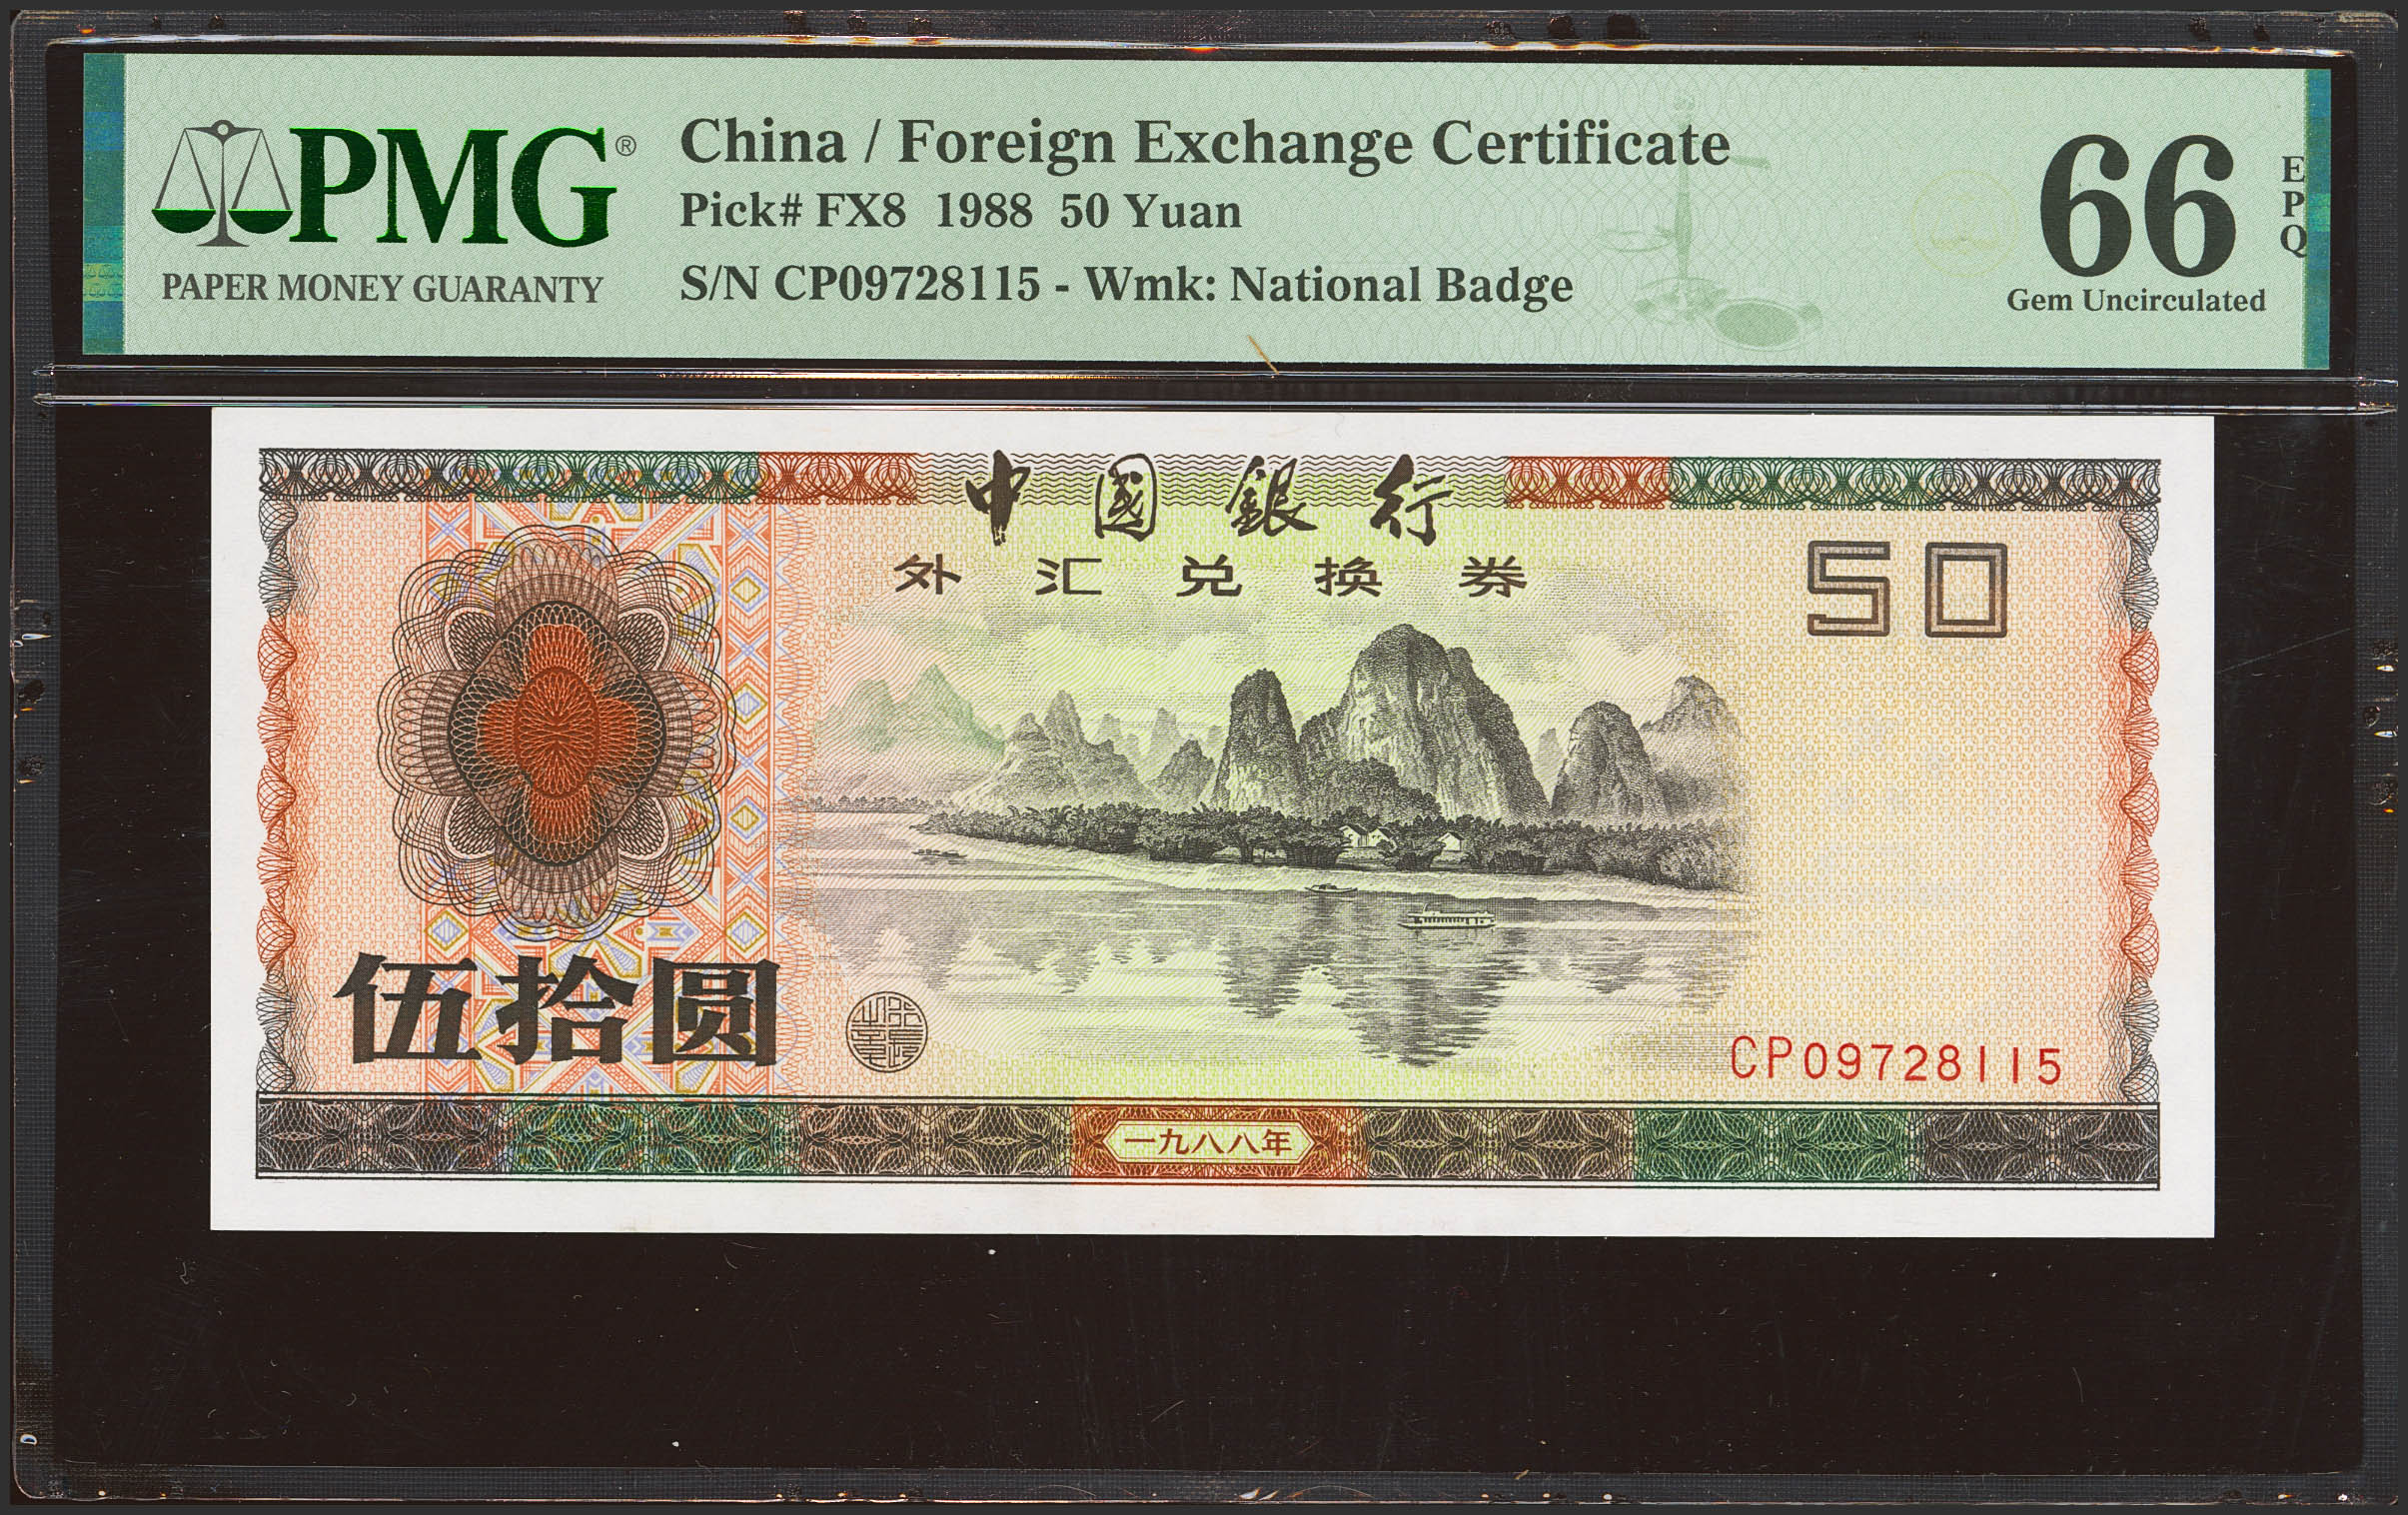 PMG®
PAPER MONEY GUARANTY
China / Foreign Exchange Certificate
Pick# FX8 1988 50 Yuan
S/N CP09728115 - Wmk: National Badge
66
EPQ
Gem Uncirculated
中國銀行
外汇兑换券
50
伍拾圆
CP09728115
一九八八年